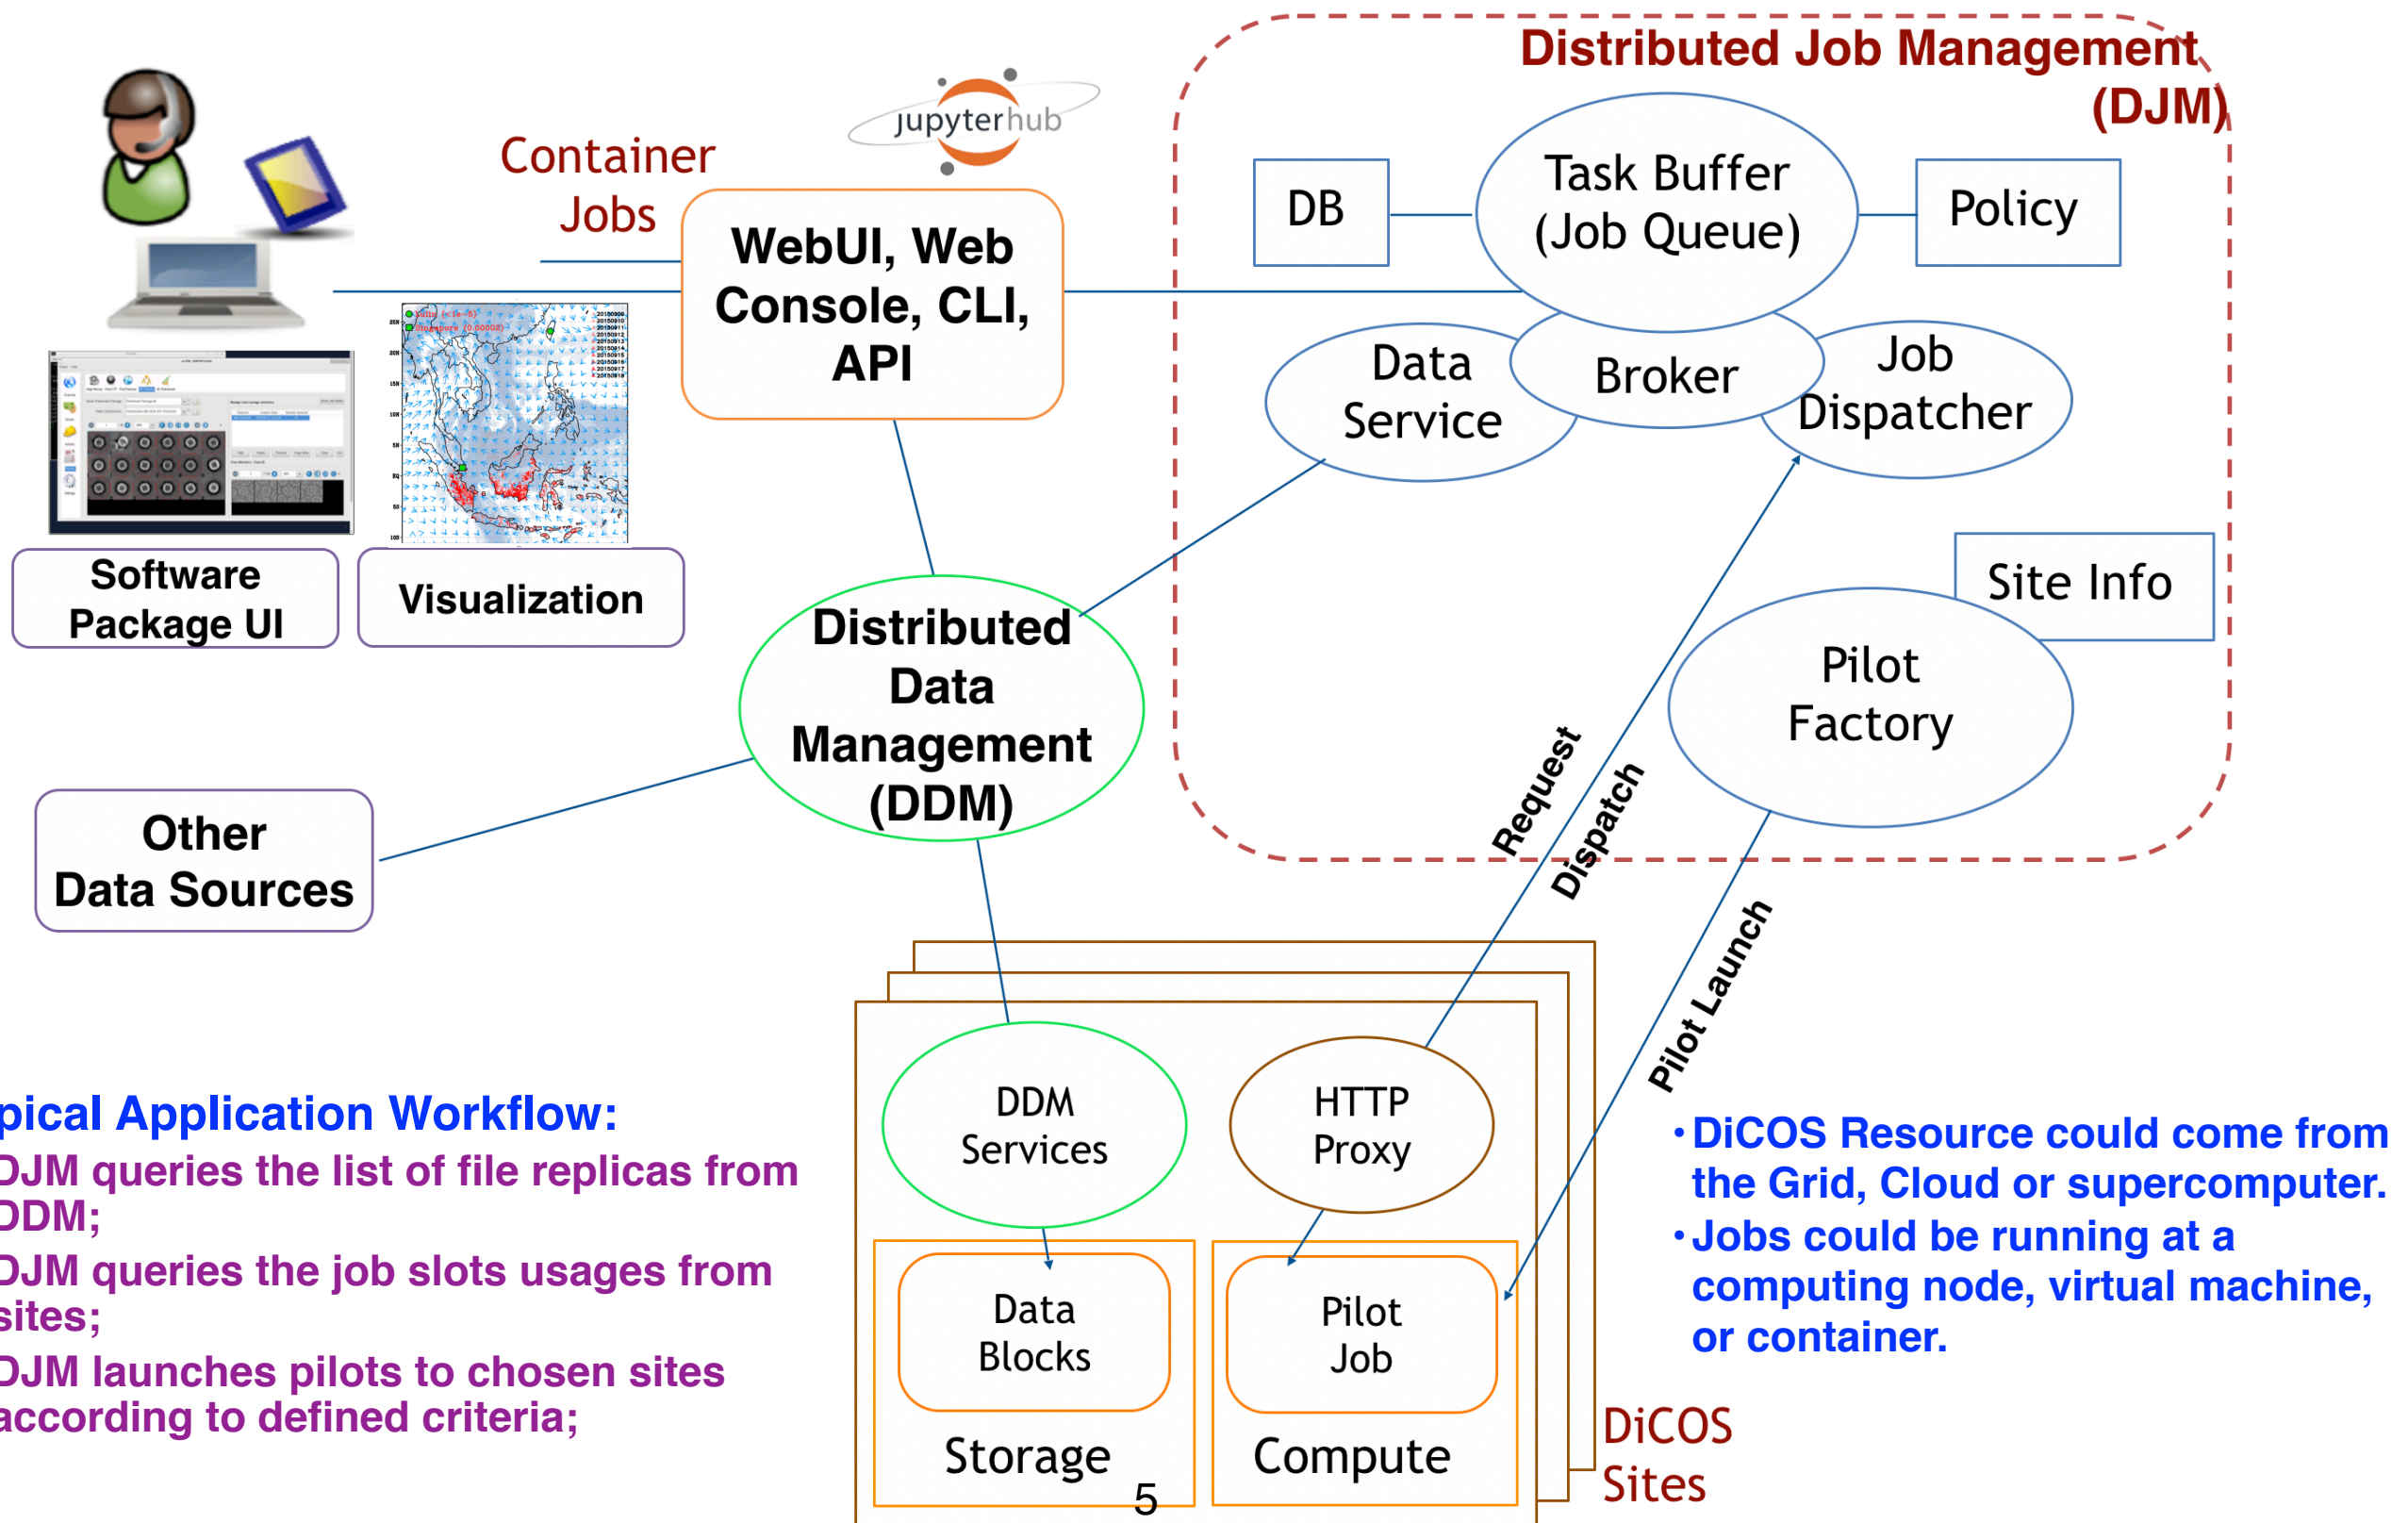 Distributed Job Management
(DJM)
jupyterhub
Container
Jobs
WebUI, Web
Console, CLI,
API
DB
Task Buffer
(Job Queue)
Policy
Data
Service
Broker
Job
Dispatcher
Software
Package UI
Visualization
Site Info
Pilot
Factory
Distributed
Data
Management
(DDM)
Other
Data Sources
Request
Dispatch
Pilot Launch
DDM
Services
HTTP
Proxy
Data
Blocks
Pilot
Job
Storage
Compute
DiCOS
Sites
pical Application Workflow:
DJM queries the list of file replicas from
DDM;
DJM queries the job slots usages from
sites;
DJM launches pilots to chosen sites
according to defined criteria;
• DiCOS Resource could come from
the Grid, Cloud or supercomputer.
• Jobs could be running at a
computing node, virtual machine,
or container.
5